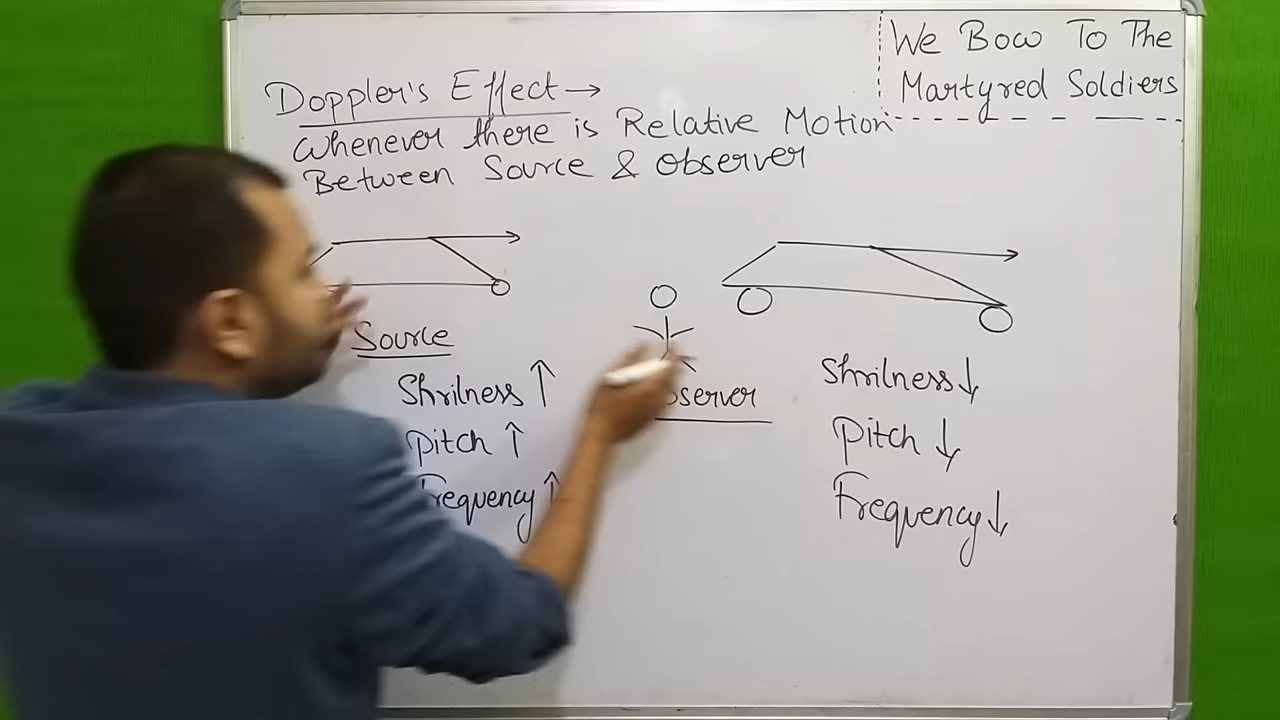 We Bow To The
Martyred Soldiers
Doppler's Effect →
Whenever there is Relative Motion
Between Source & Observer
Source
Shrilness ↑
Pitch ↑
Frequency ↑
Shrilness ↓
Pitch ↓
Frequency ↓